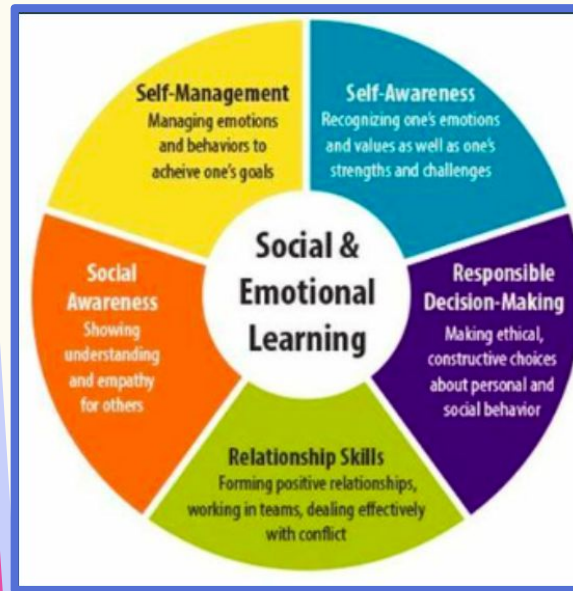 Self-Management
Managing emotions
and behaviors to
acheive one's goals
Self-Awareness
Recognizing one's emotions
and values as well as one's
strengths and challenges
Social &
Emotional
Learning
Social
Awareness
Showing
understanding
and empathy
for others
Responsible
Decision-Making
Making ethical,
constructive choices
about personal and
social behavior
Relationship Skills
Forming positive relationships,
working in teams, dealing effectively
with conflict